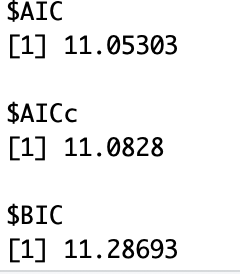 $AIC
[1] 11.05303
$AICc
[1] 11.0828
$BIC
[1] 11.28693